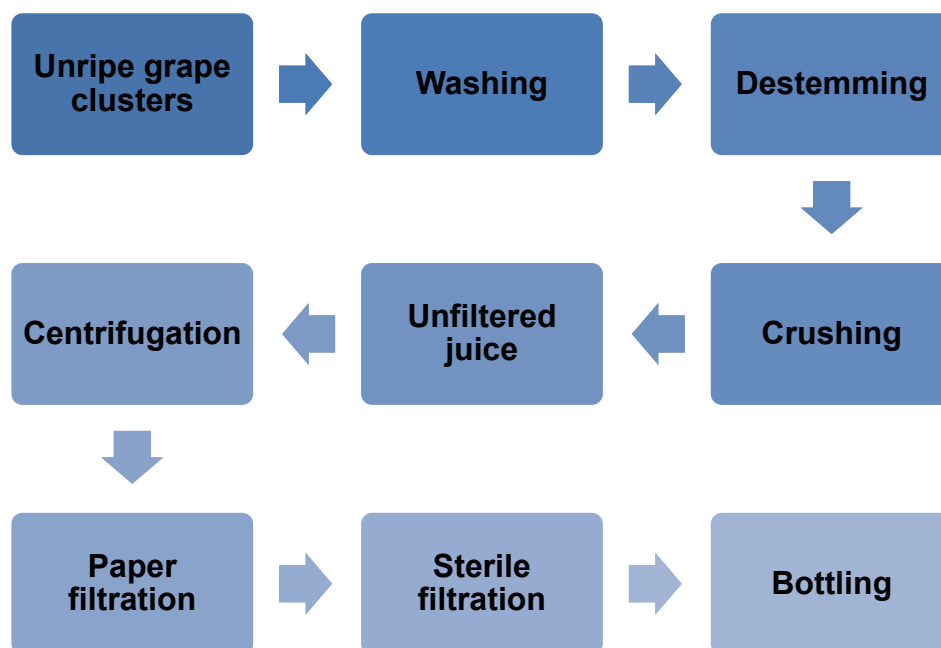 Unripe grape
clusters
Washing
Destemming
Crushing
Unfiltered
juice
Centrifugation
Paper
filtration
Sterile
filtration
Bottling